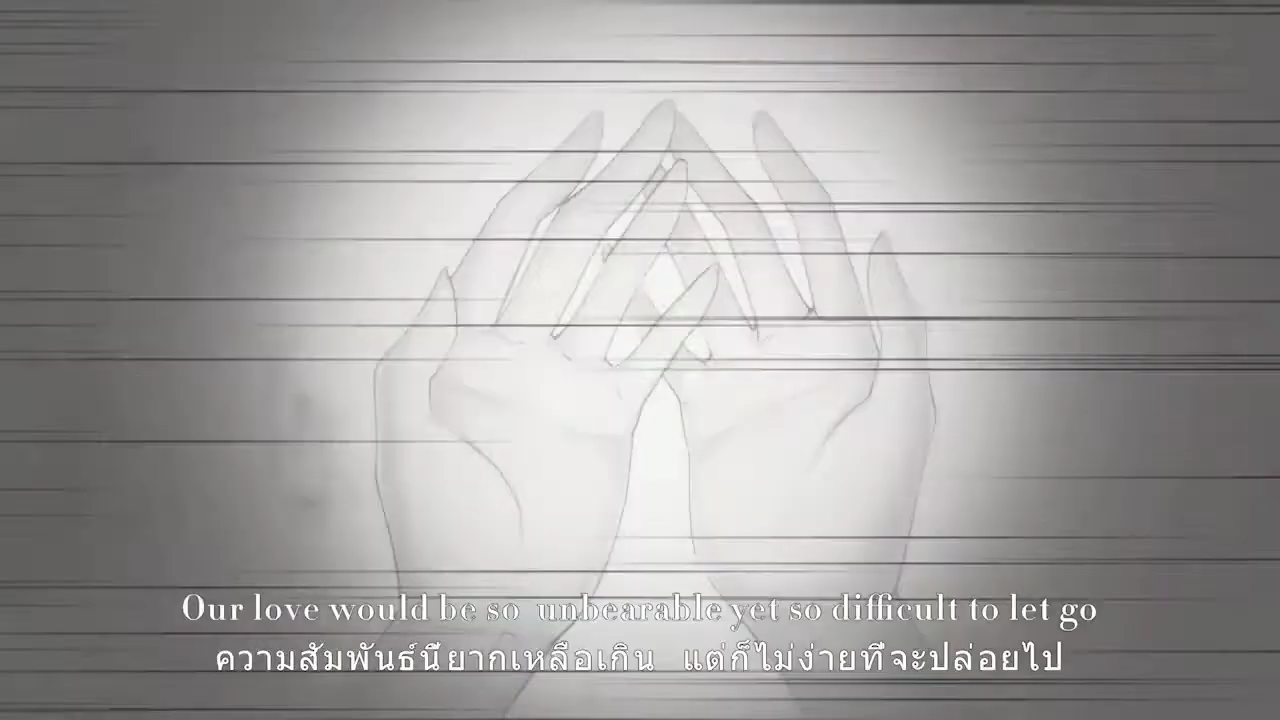 Our love would be so unbearable yet so difficult to let go
ความสัมพันธ์นี้ยากเหลือเกิน แต่ก็ไม่ง่ายที่จะปล่อยไป